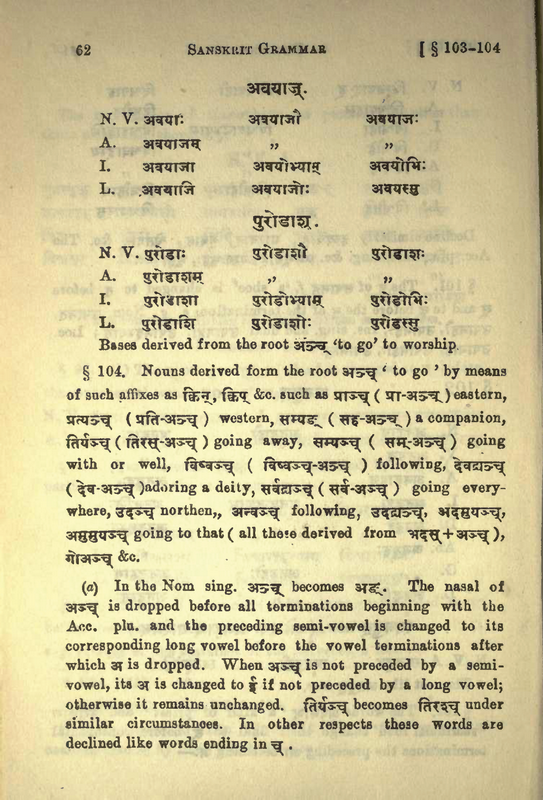 62 SANSKRIT GRAMMAR [ § 103-104
अवयाज्.
N. V. अवयाः अवयाजौ अवयाजः
A. अवयाजम् ,, ,,
I. अवयाजा अवयोभ्याम् अवयोभिः
L. अवयाजि अवयाजोः अवयस्सु
पुरोडाश्.
N. V. पुरोडाः पुरोडाशौ पुरोडाशः
A. पुरोडाशम् ,, ,,
I. पुरोडाशा पुरोडोभ्याम् पुरोडोभिः
L. पुरोडाशि पुरोडाशोः पुरोडस्सु
Bases derived from the root अञ्च् 'to go' to worship.
§ 104. Nouns derived form the root अञ्च् ' to go ' by means
of such affixes as क्विन्, क्विप् &c. such as प्राञ्च् ( प्रा-अञ्च् ) eastern,
प्रत्यञ्च् ( प्रति-अञ्च् ) western, सम्यङ् ( सह-अञ्च् ) a companion,
तिर्यञ्च् ( तिरस्-अञ्च् ) going away, सम्यञ्च् ( सम्-अञ्च् ) going
with or well, विष्वञ्च् ( विष्वञ्च्-अञ्च् ) following, देवद्राञ्च्
( देव-अञ्च् )adoring a deity, सर्वद्राञ्च् ( सर्व-अञ्च् ) going every-
where, उदञ्च् northen,, अन्वञ्च् following, उदद्राञ्च्, अदमुयञ्च्,
अमुमुयञ्च् going to that ( all there derived from अदस्+अञ्च् ),
गोअञ्च् &c.
(a) In the Nom sing. अञ्च् becomes अङ्. The nasal of
अञ्च् is dropped before all terminations beginning with the
Acc. plu. and the preceding semi-vowel is changed to its
corresponding long vowel before the vowel terminations after
which अ is dropped. When अञ्च् is not preceded by a semi-
vowel, its अ is changed to ई if not preceded by a long vowel;
otherwise it remains unchanged. तिर्यञ्च् becomes तिरश्च् under
similar circumstances. In other respects these words are
declined like words ending in च् .